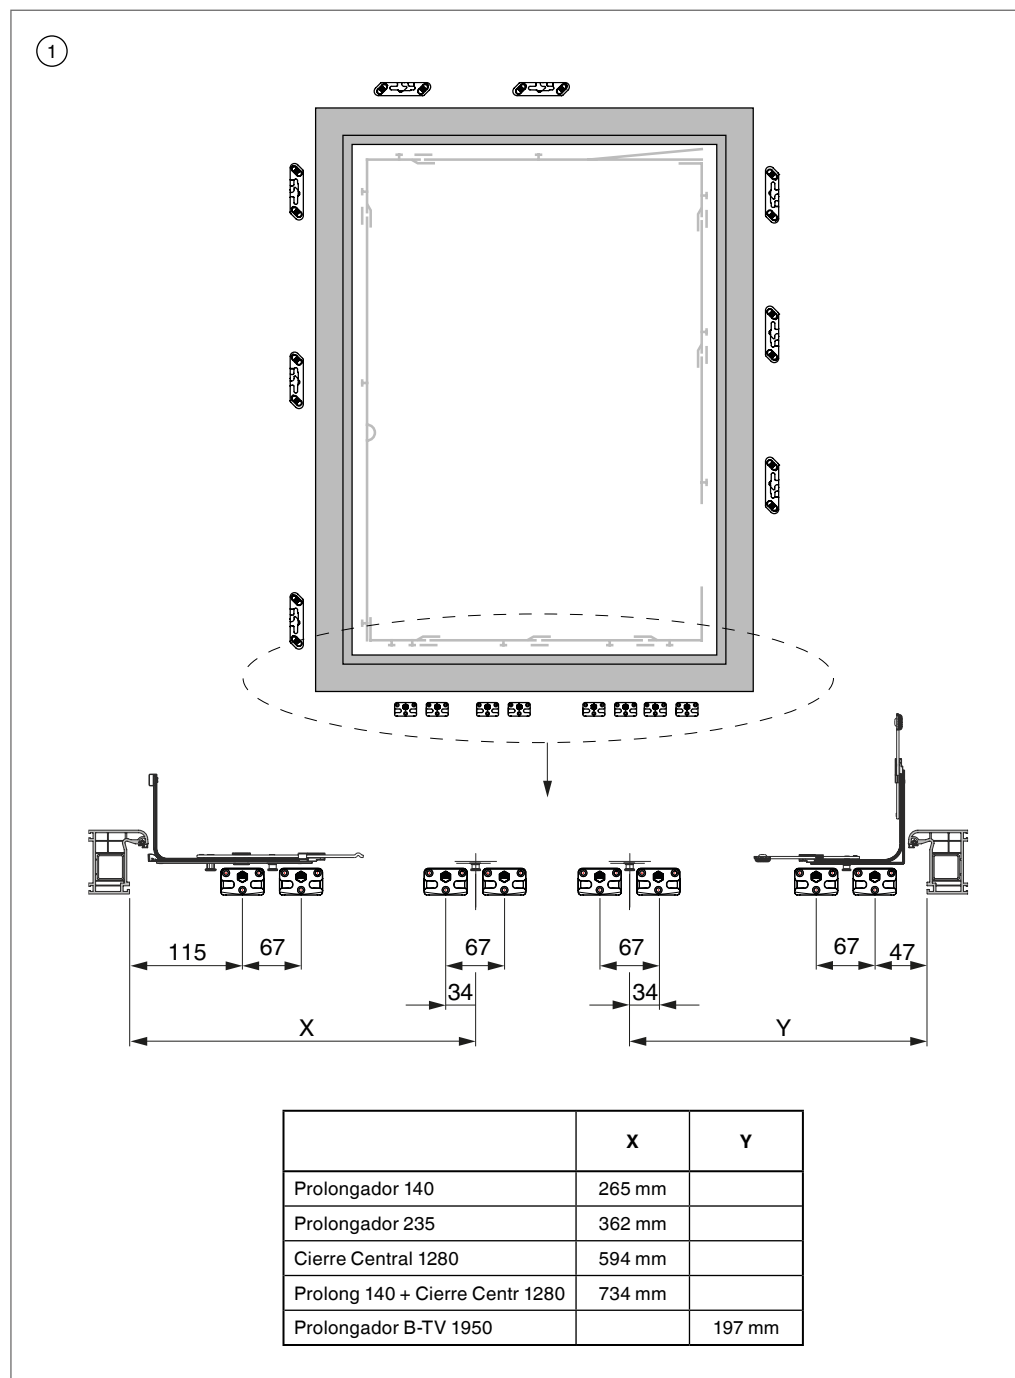 1
115 67 67 67 67 47
34 34
X Y
X Y
Prolongador 140 265 mm
Prolongador 235 362 mm
Cierre Central 1280 594 mm
Prolong 140 + Cierre Centr 1280 734 mm
Prolongador B-TV 1950 197 mm